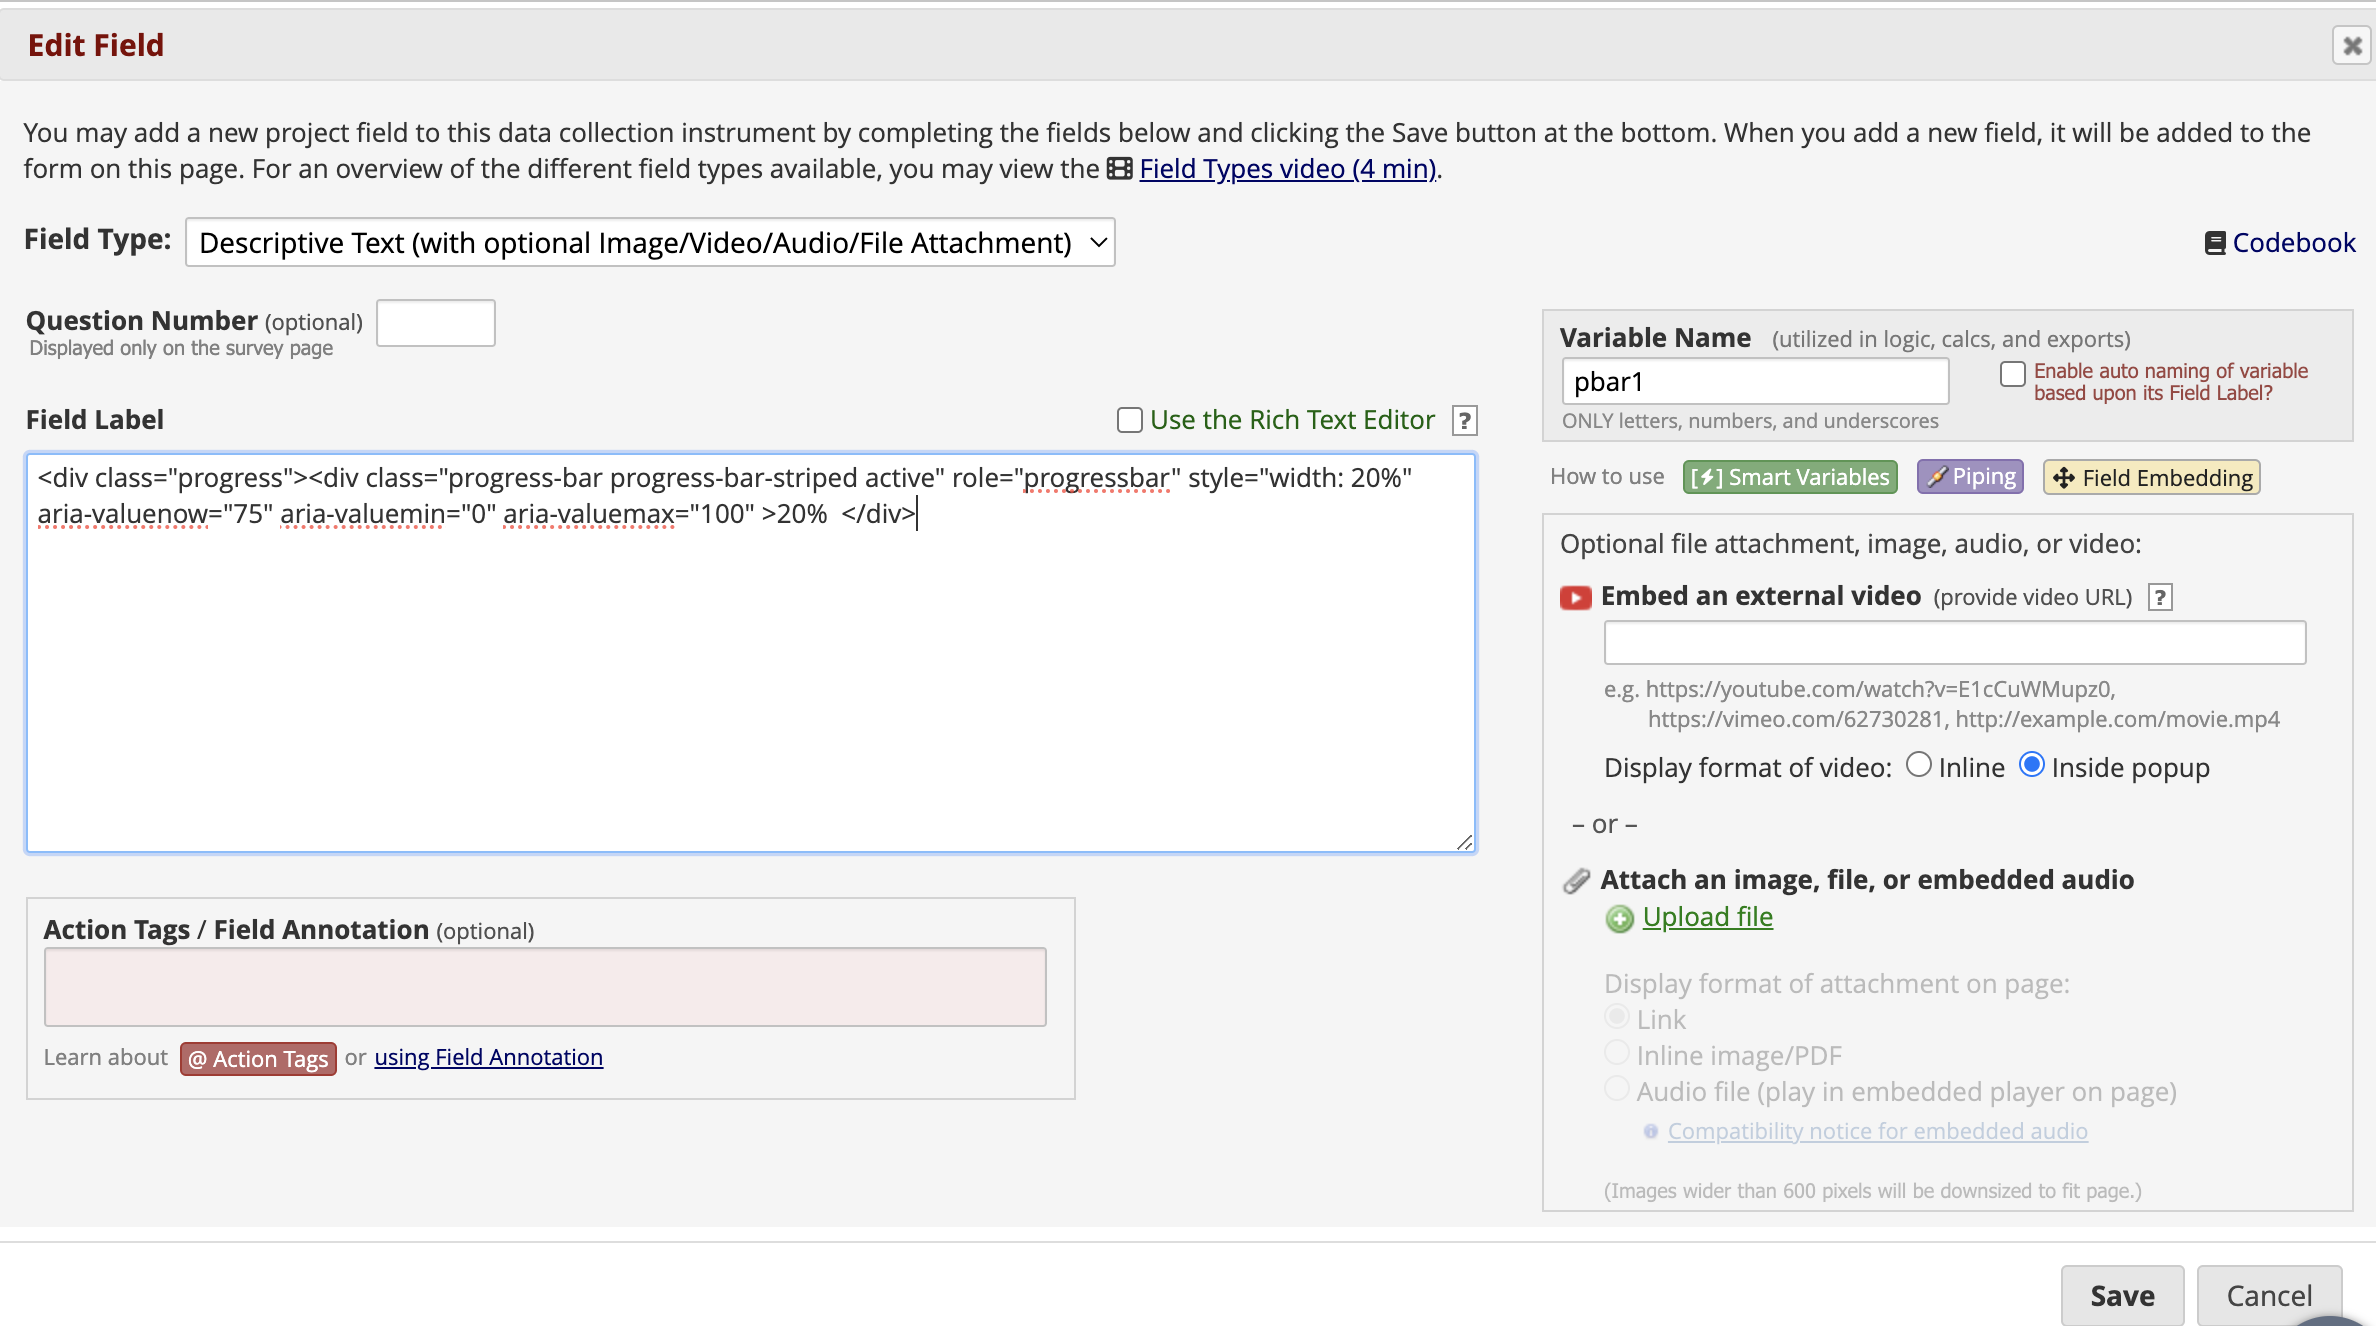 Edit Field
You may add a new project field to this data collection instrument by completing the fields below and clicking the Save button at the bottom. When you add a new field, it will be added to the
form on this page. For an overview of the different field types available, you may view the Field Types video (4 min).
Field Type: Descriptive Text (with optional Image/Video/Audio/File Attachment)
Codebook
Question Number (optional)
Displayed only on the survey page
Field Label
Use the Rich Text Editor ?
<div class="progress"><div class="progress-bar progress-bar-striped active" role="progressbar" style="width: 20%"
aria-valuenow="75" aria-valuemin="0" aria-valuemax="100" >20%  </div>
Action Tags / Field Annotation (optional)
Learn about @ Action Tags or using Field Annotation
Variable Name (utilized in logic, calcs, and exports)
pbar1
Enable auto naming of variable
based upon its Field Label?
ONLY letters, numbers, and underscores
How to use [⚡] Smart Variables Piping Field Embedding
Optional file attachment, image, audio, or video:
Embed an external video (provide video URL) ?
e.g. https://youtube.com/watch?v=E1cCuWMupz0,
https://vimeo.com/62730281, http://example.com/movie.mp4
Display format of video: Inline Inside popup
– or –
Attach an image, file, or embedded audio
Upload file
Display format of attachment on page:
Link
Inline image/PDF
Audio file (play in embedded player on page)
Compatibility notice for embedded audio
(Images wider than 600 pixels will be downsized to fit page.)
Save
Cancel